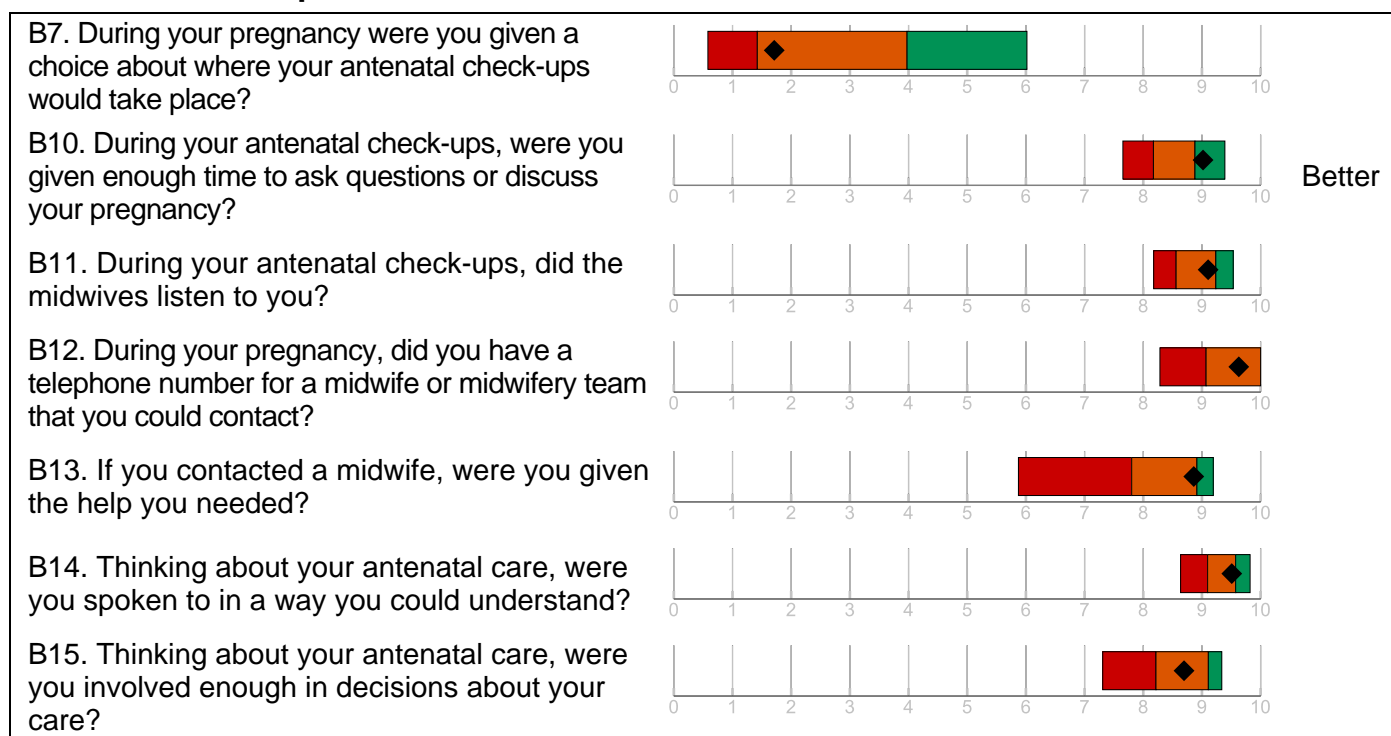 B7. During your pregnancy were you given a
choice about where your antenatal check-ups
would take place?
0 1 2 3 4 5 6 7 8 9 10
B10. During your antenatal check-ups, were you
given enough time to ask questions or discuss
your pregnancy?
0 1 2 3 4 5 6 7 8 9 10
Better
B11. During your antenatal check-ups, did the
midwives listen to you?
0 1 2 3 4 5 6 7 8 9 10
B12. During your pregnancy, did you have a
telephone number for a midwife or midwifery team
that you could contact?
0 1 2 3 4 5 6 7 8 9 10
B13. If you contacted a midwife, were you given
the help you needed?
0 1 2 3 4 5 6 7 8 9 10
B14. Thinking about your antenatal care, were
you spoken to in a way you could understand?
0 1 2 3 4 5 6 7 8 9 10
B15. Thinking about your antenatal care, were
you involved enough in decisions about your
care?
0 1 2 3 4 5 6 7 8 9 10